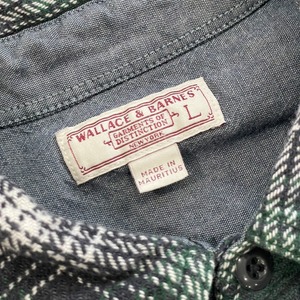 WALLACE & BARNES
GARMENTS OF
DISTINCTION
NEW YORK
L
MADE IN
MAURITIUS